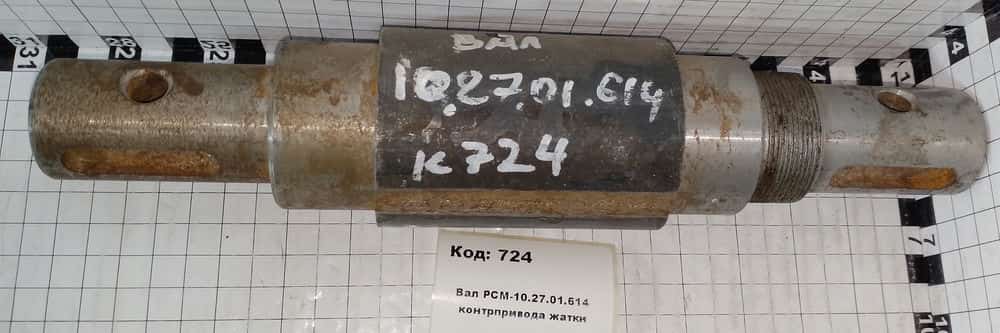 Вал
10.27.01.614
К724
Код: 724
Вал РСМ-10.27.01.614
контрпривода жатки